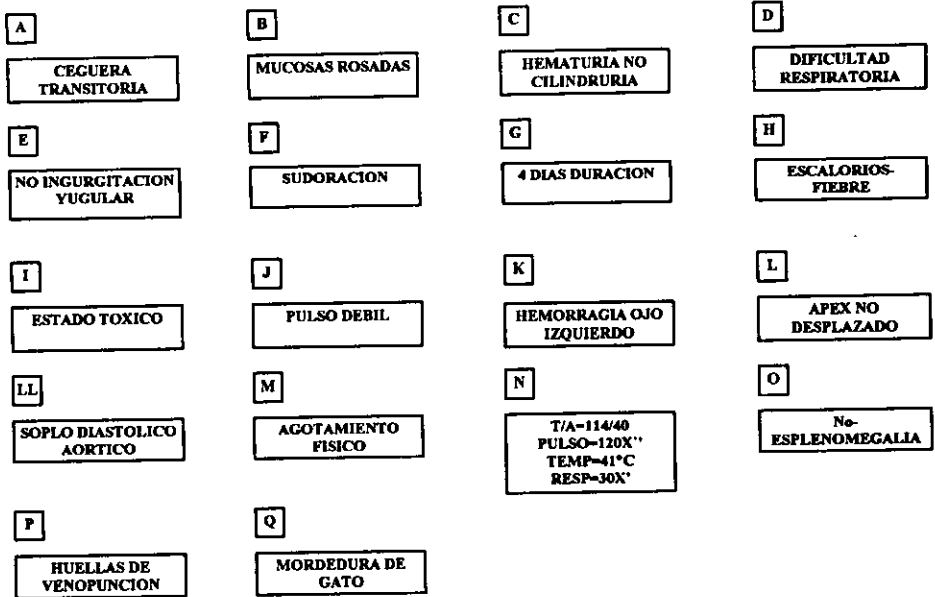 A
CEGUERA
TRANSITORIA
B
MUCOSAS ROSADAS
C
HEMATURIA NO
CILINDRURIA
D
DIFICULTAD
RESPIRATORIA
E
NO INGURGITACION
YUGULAR
F
SUDORACION
G
4 DIAS DURACION
H
ESCALORIOS-
FIEBRE
I
ESTADO TOXICO
J
PULSO DEBIL
K
HEMORRAGIA OJO
IZQUIERDO
L
APEX NO
DESPLAZADO
LL
SOPLO DIASTOLICO
AORTICO
M
AGOTAMIENTO
FISICO
N
T/A=114/40
PULSO=120X''
TEMP=41°C
RESP=30X'
O
No-
ESPLENOMEGALIA
P
HUELLAS DE
VENOPUNCION
Q
MORDEDURA DE
GATO